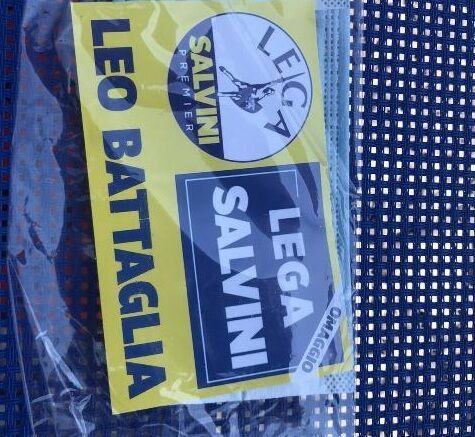 LEGA
SALVINI
PREMIER
LEGA
SALVINI
LEO BATTAGLIA
OMAGGIO